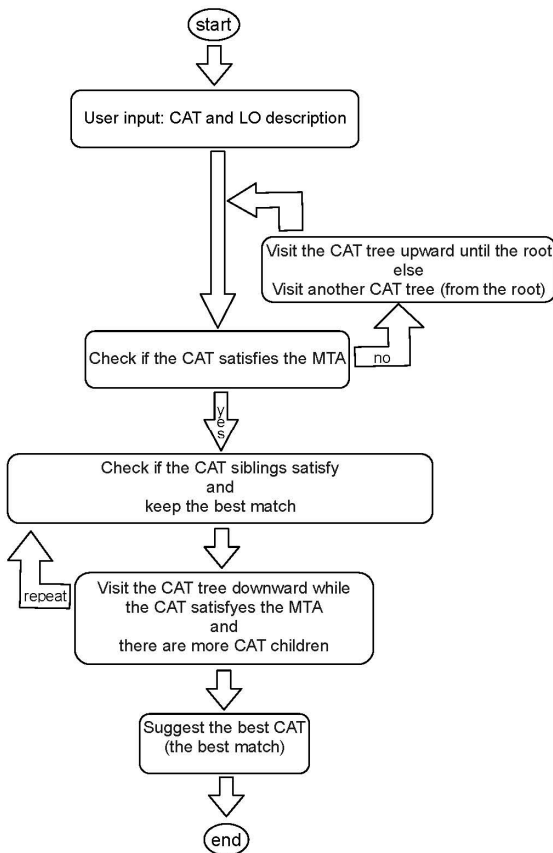 start
User input: CAT and LO description
Visit the CAT tree upward until the root
else
Visit another CAT tree (from the root)
Check if the CAT satisfies the MTA
no
yes
Check if the CAT siblings satisfy
and
keep the best match
repeat
Visit the CAT tree downward while
the CAT satisfyes the MTA
and
there are more CAT children
Suggest the best CAT
(the best match)
end